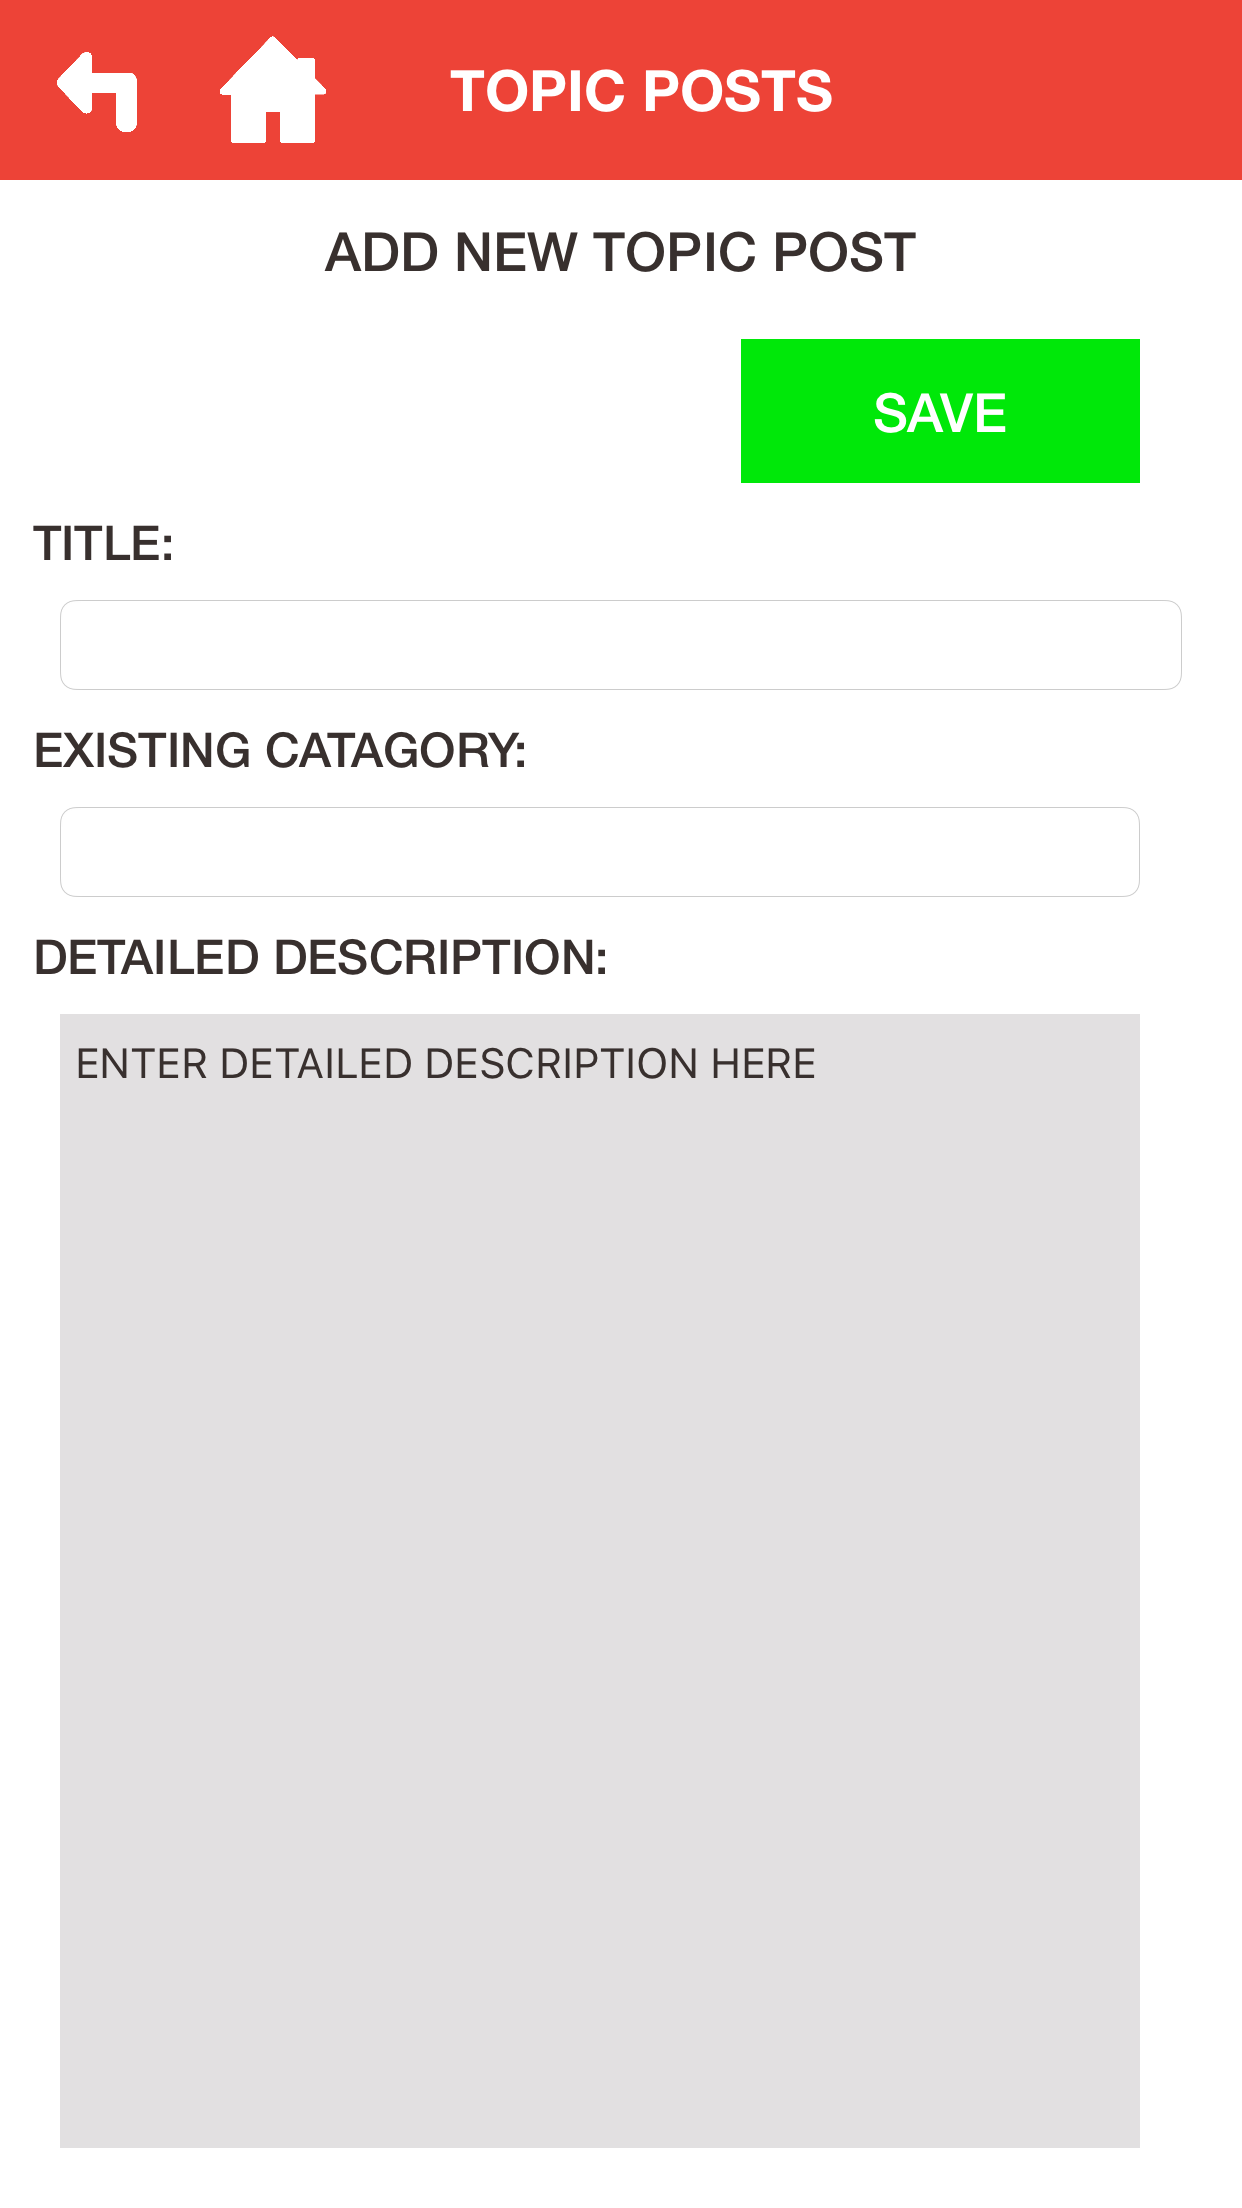 TOPIC POSTS
ADD NEW TOPIC POST
SAVE
TITLE:
EXISTING CATAGORY:
DETAILED DESCRIPTION:
ENTER DETAILED DESCRIPTION HERE